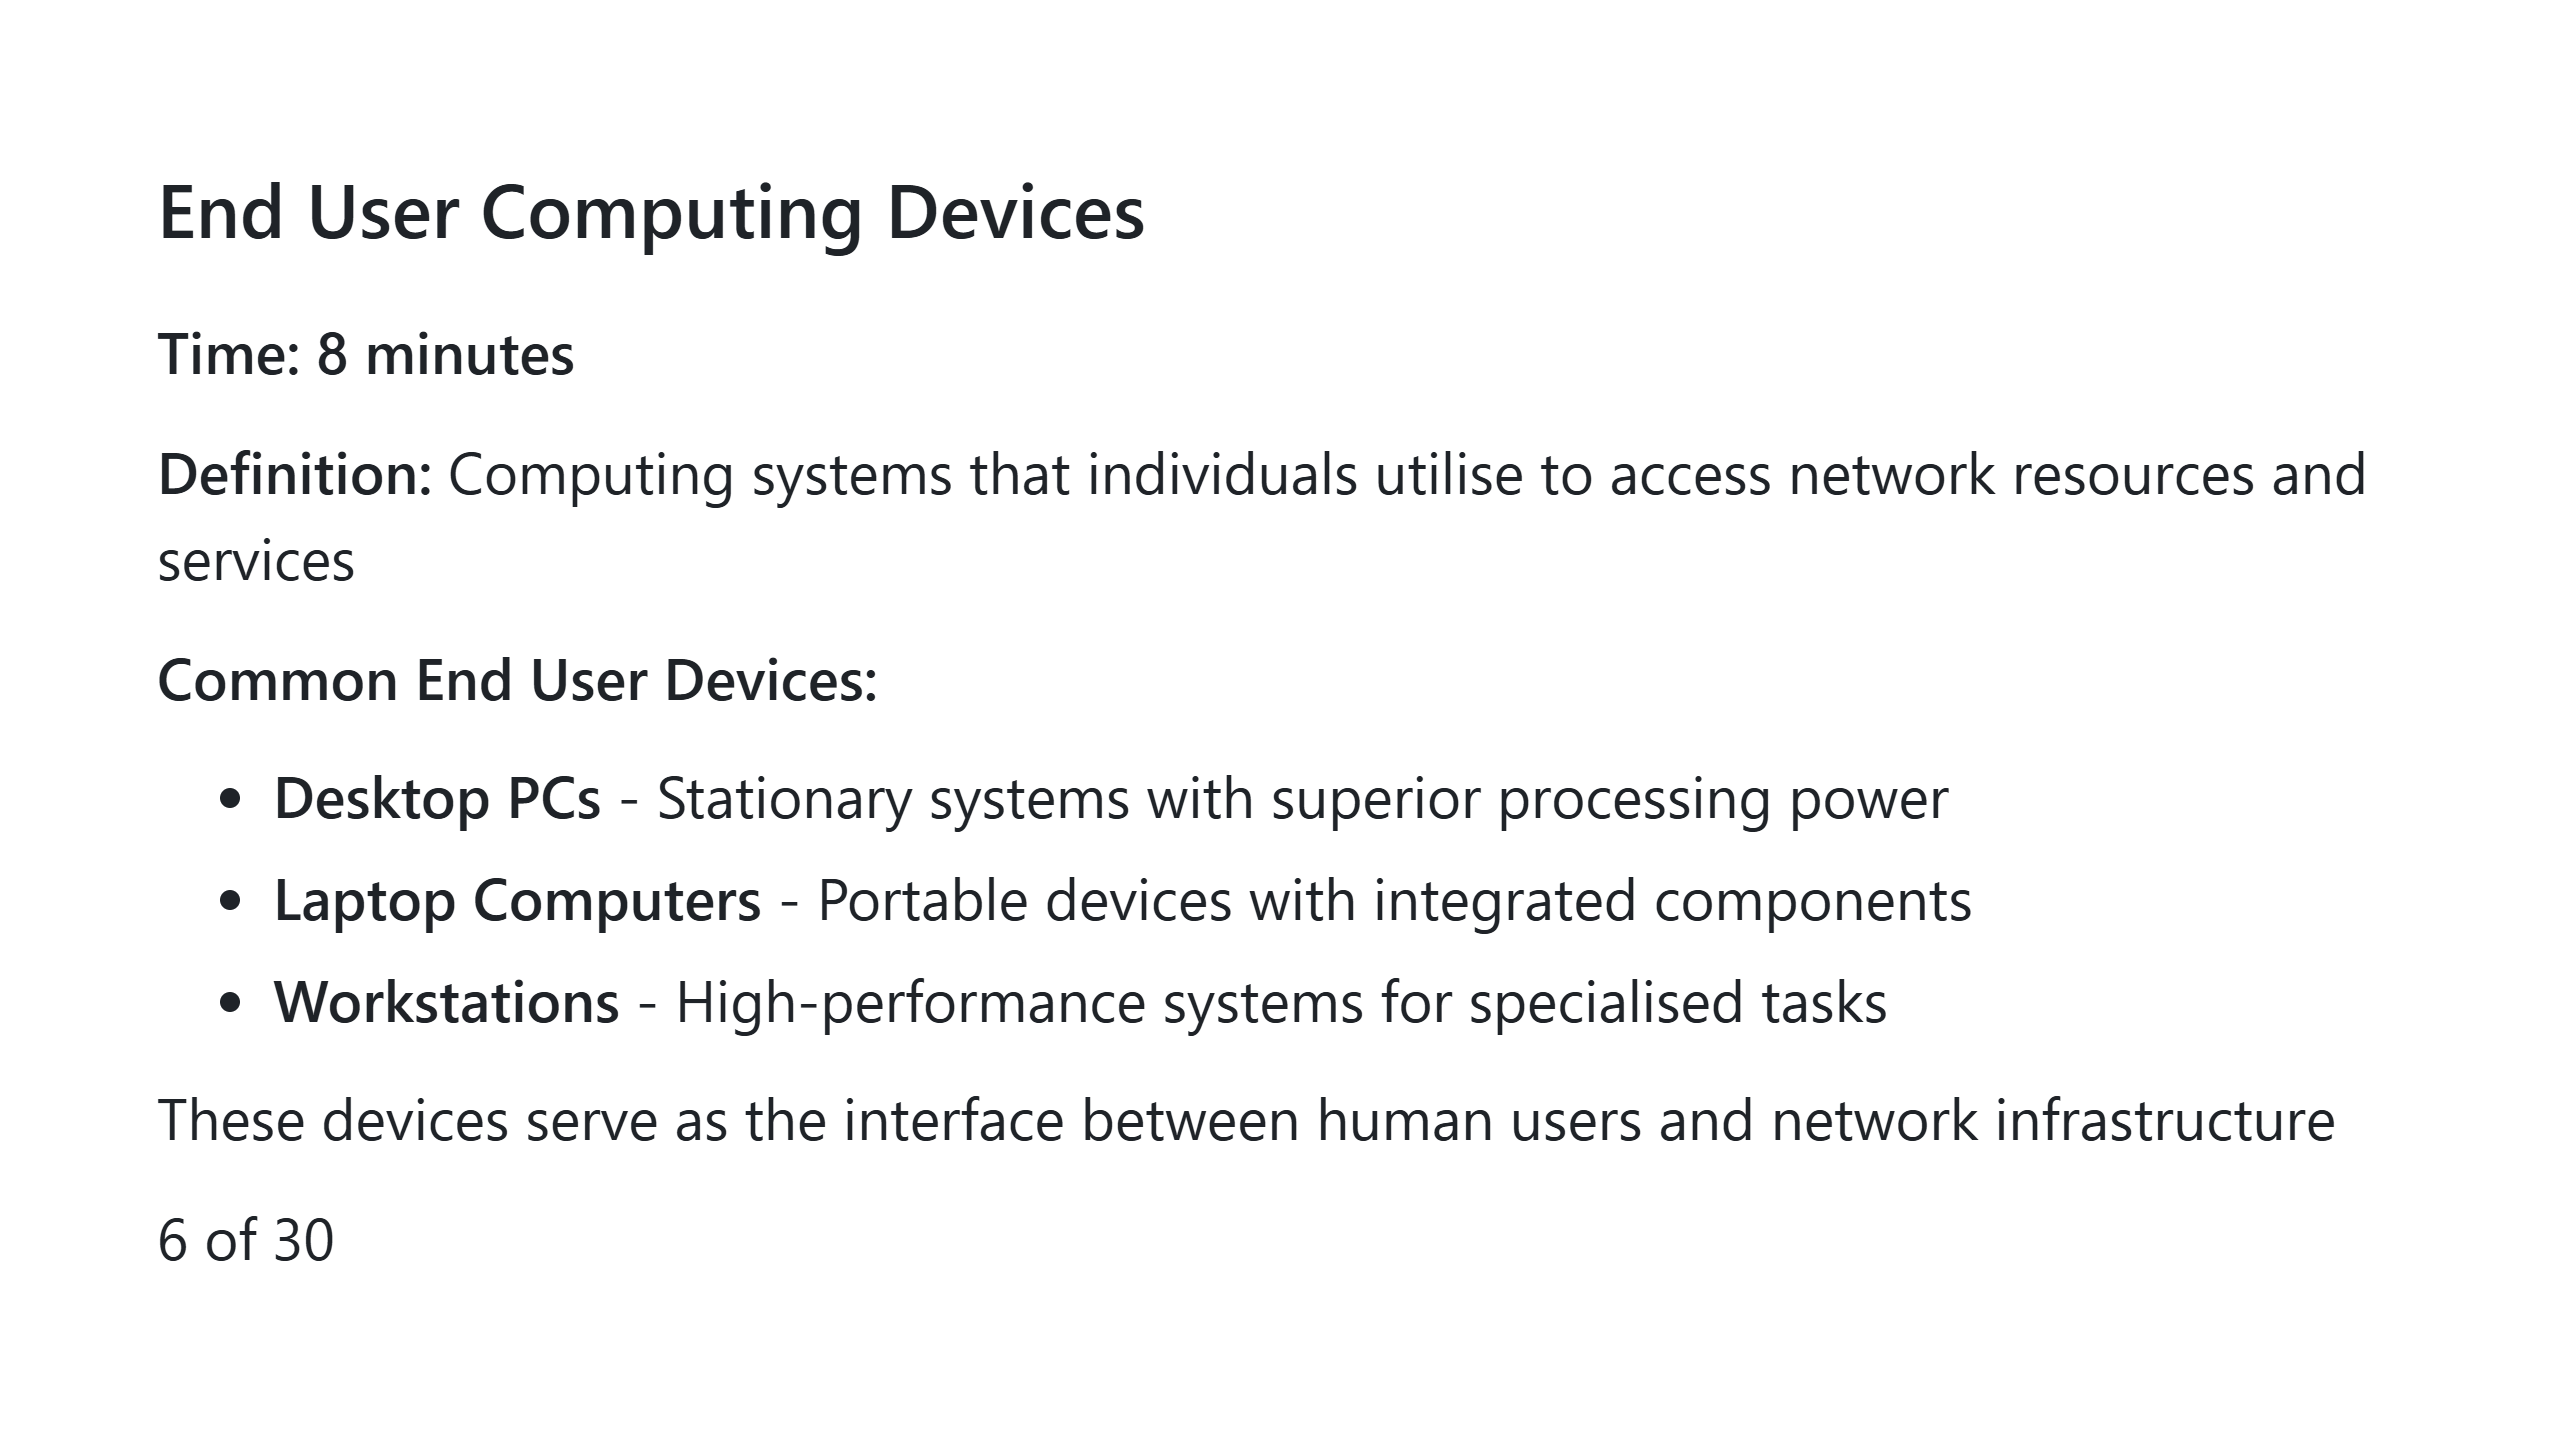 End User Computing Devices
Time: 8 minutes
Definition: Computing systems that individuals utilise to access network resources and
services
Common End User Devices:
• Desktop PCs - Stationary systems with superior processing power
• Laptop Computers - Portable devices with integrated components
• Workstations - High-performance systems for specialised tasks
These devices serve as the interface between human users and network infrastructure
6 of 30